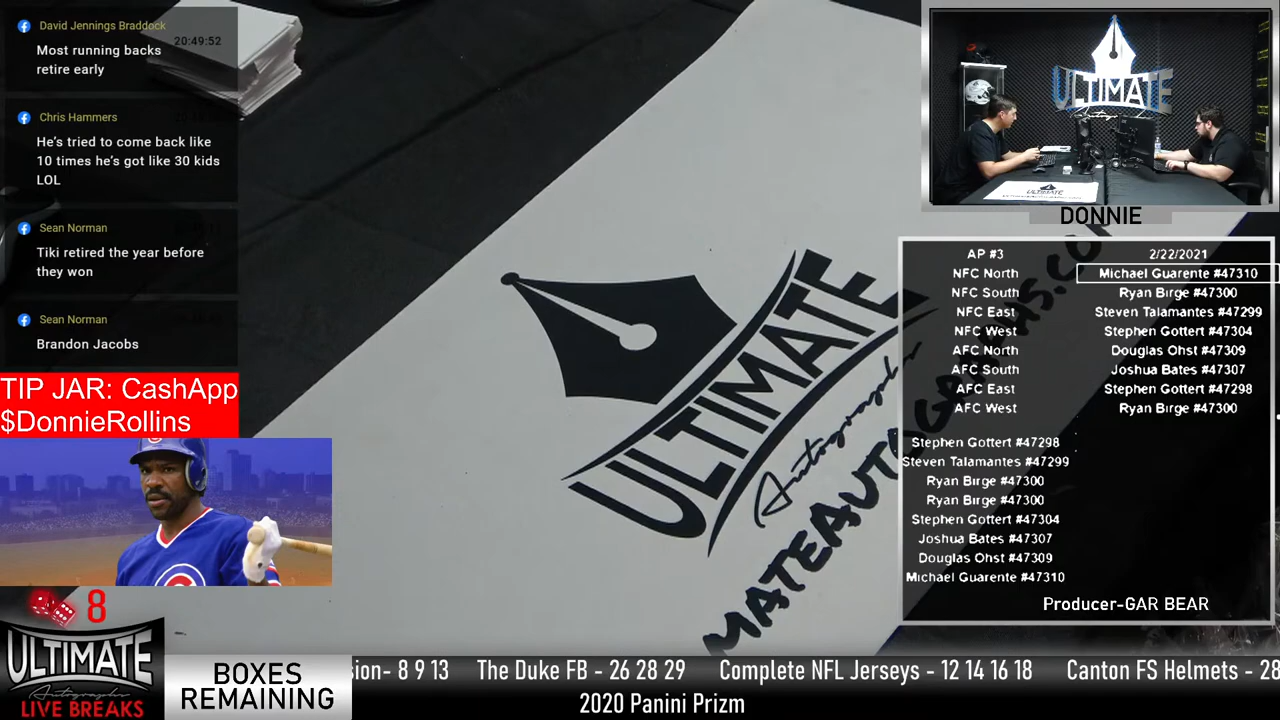 David Jennings Braddock
20:49:52
Most running backs
retire early
Chris Hammers
He's tried to come back like
10 times he's got like 30 kids
LOL
Sean Norman
Tiki retired the year before
they won
Sean Norman
Brandon Jacobs
TIP JAR: CashApp
$DonnieRollins
8
ULTIMATE
Autographs
LIVE BREAKS
BOXES
REMAINING
ULTIMATE
Autographs
MATEAUTOGRAPHS.COM
ULTIMATE
Autographs
ULTIMATE
DONNIE
AP #3 2/22/2021
NFC North Michael Guarente #47310
NFC South Ryan Birge #47300
NFC East Steven Talamantes #47299
NFC West Stephen Gottert #47304
AFC North Douglas Ohst #47309
AFC South Joshua Bates #47307
AFC East Stephen Gottert #47298
AFC West Ryan Birge #47300
Stephen Gottert #47298
Steven Talamantes #47299
Ryan Birge #47300
Ryan Birge #47300
Stephen Gottert #47304
Joshua Bates #47307
Douglas Ohst #47309
Michael Guarente #47310
Producer-GAR BEAR
sion- 8 9 13 The Duke FB - 26 28 29 Complete NFL Jerseys - 12 14 16 18 Canton FS Helmets - 28
2020 Panini Prizm